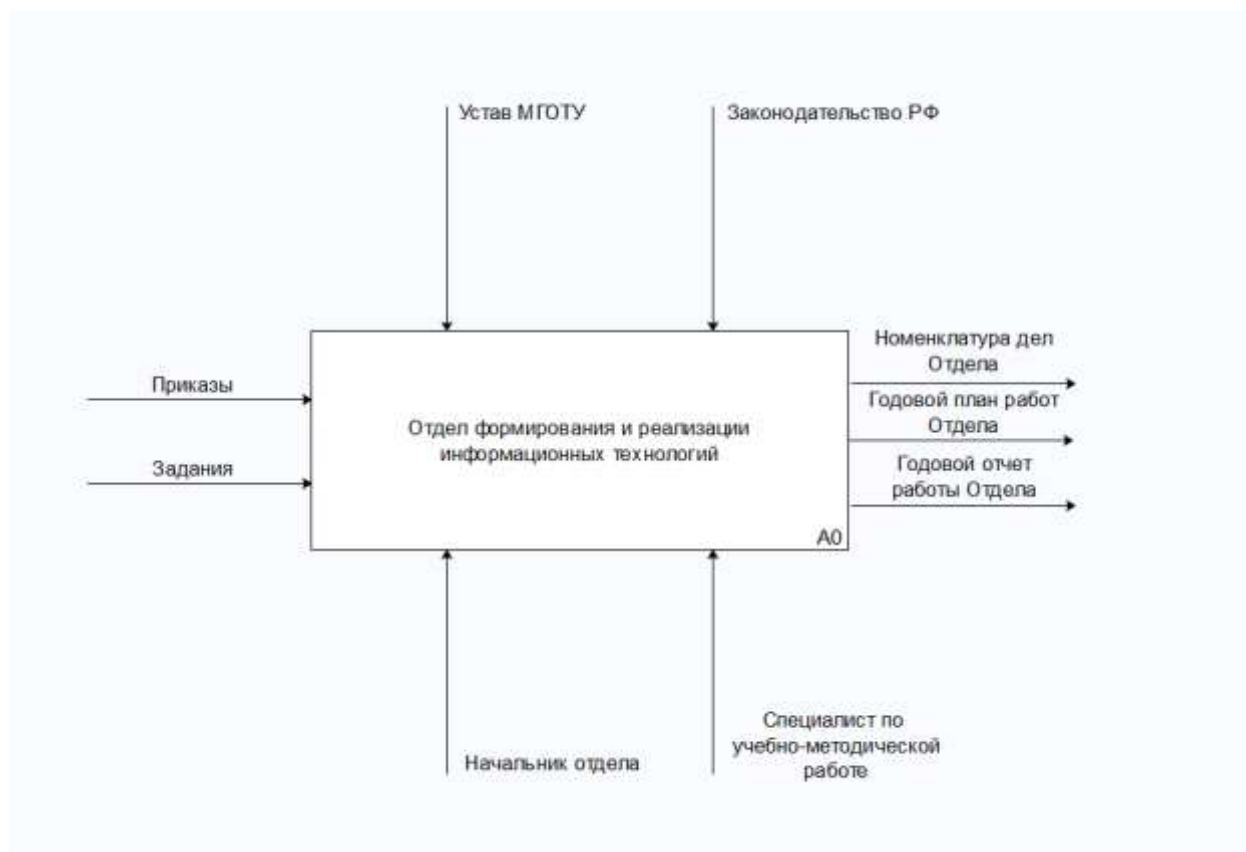 Устав МГОТУ
Законодательство РФ
Номенклатура дел
Отдела
Приказы
Годовой план работ
Отдела
Отдел формирования и реализации
информационных технологий
Задания
Годовой отчет
работы Отдела
A0
Специалист по
учебно-методической
работе
Начальник отдела